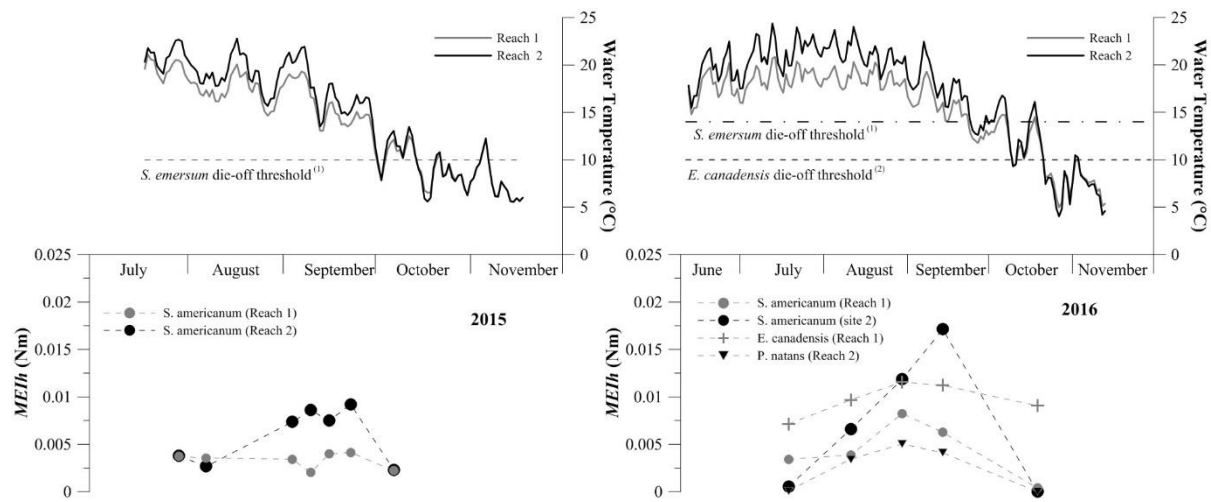 25
Reach 1
Reach 2
20
15
10
5
0
Water Temperature (°C)
S. emersum die-off threshold (1)
July August September October November
0.025
0.02
0.015
0.01
0.005
0
MEIh (Nm)
S. americanum (Reach 1)
S. americanum (Reach 2)
2015
25
Reach 1
Reach 2
20
15
10
5
0
Water Temperature (°C)
S. emersum die-off threshold (1)
E. canadensis die-off threshold (2)
June July August September October November
0.025
0.02
0.015
0.01
0.005
0
MEIh (Nm)
S. americanum (Reach 1)
S. americanum (site 2)
E. canadensis (Reach 1)
P. natans (Reach 2)
2016